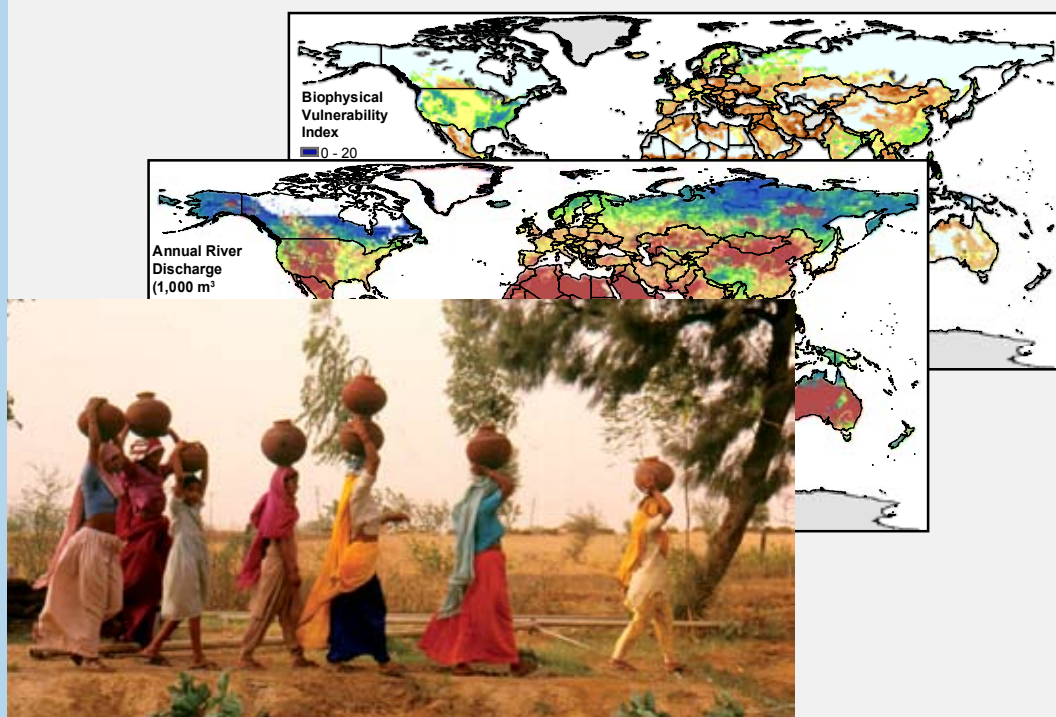 Biophysical
Vulnerability
Index
0 - 20
Annual River
Discharge
(1,000 m³